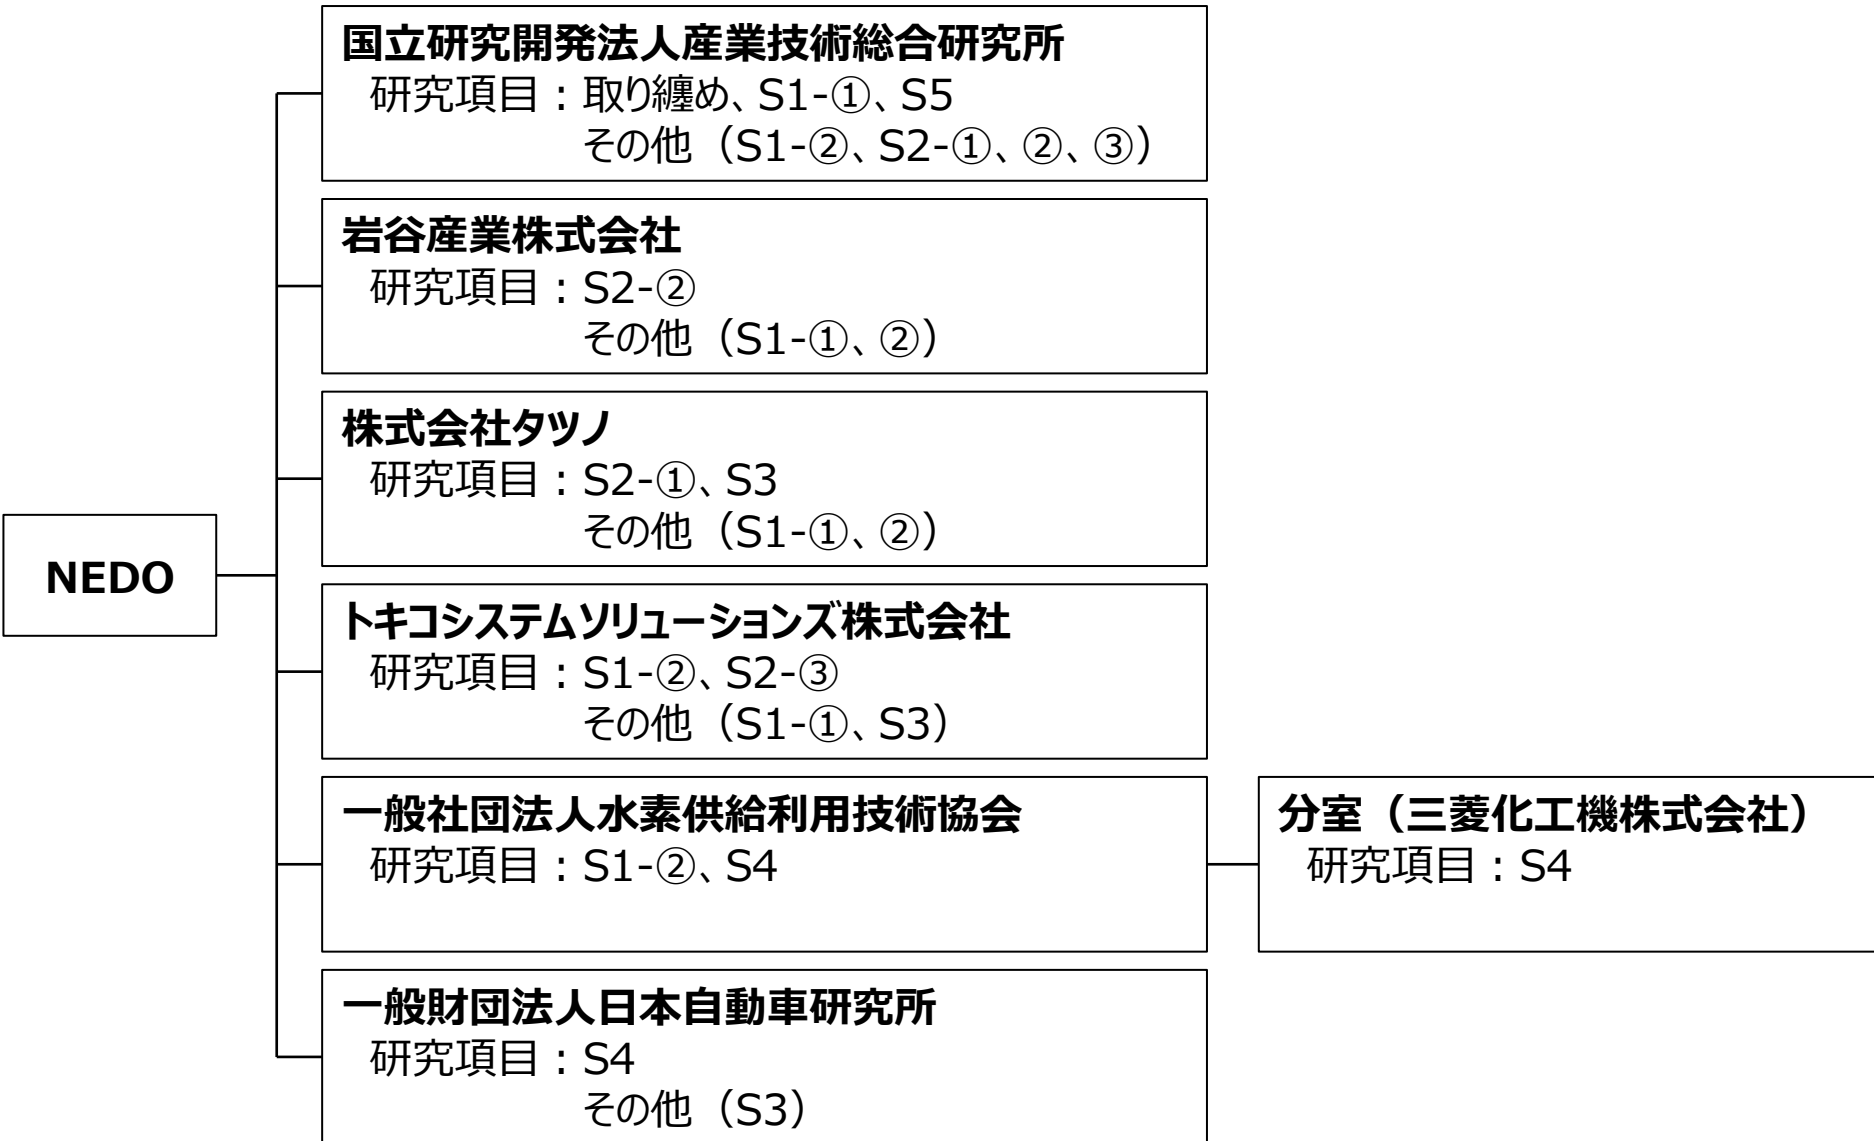 国立研究開発法人産業技術総合研究所
研究項目：取り纏め、S1-①、S5
その他（S1-②、S2-①、②、③）
岩谷産業株式会社
研究項目：S2-②
その他（S1-①、②）
株式会社タツノ
研究項目：S2-①、S3
その他（S1-①、②）
NEDO
トキコシステムソリューションズ株式会社
研究項目：S1-②、S2-③
その他（S1-①、S3）
一般社団法人水素供給利用技術協会
研究項目：S1-②、S4
分室（三菱化工機株式会社）
研究項目：S4
一般財団法人日本自動車研究所
研究項目：S4
その他（S3）